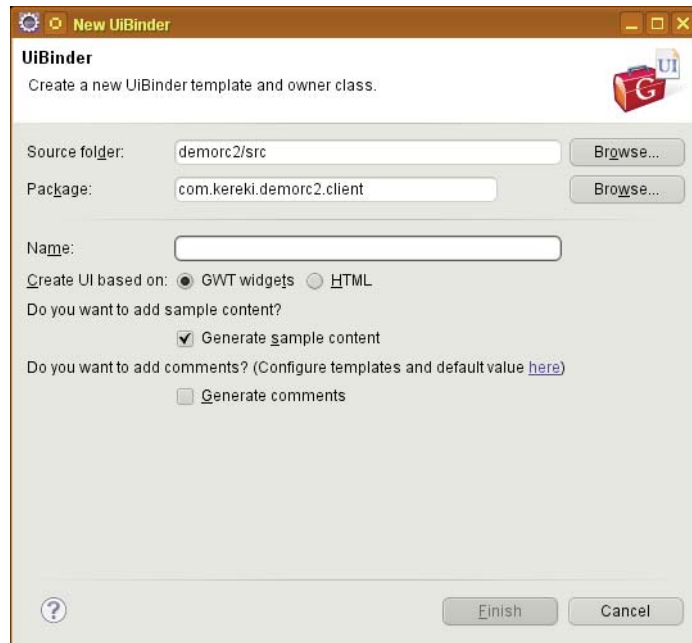 New UiBinder
UiBinder
Create a new UiBinder template and owner class.
UI
G
Source folder: demorc2/src Browse...
Package: com.kereki.demorc2.client Browse...
Name:
Create UI based on: GWT widgets HTML
Do you want to add sample content?
Generate sample content
Do you want to add comments? (Configure templates and default value here)
Generate comments
? Finish Cancel